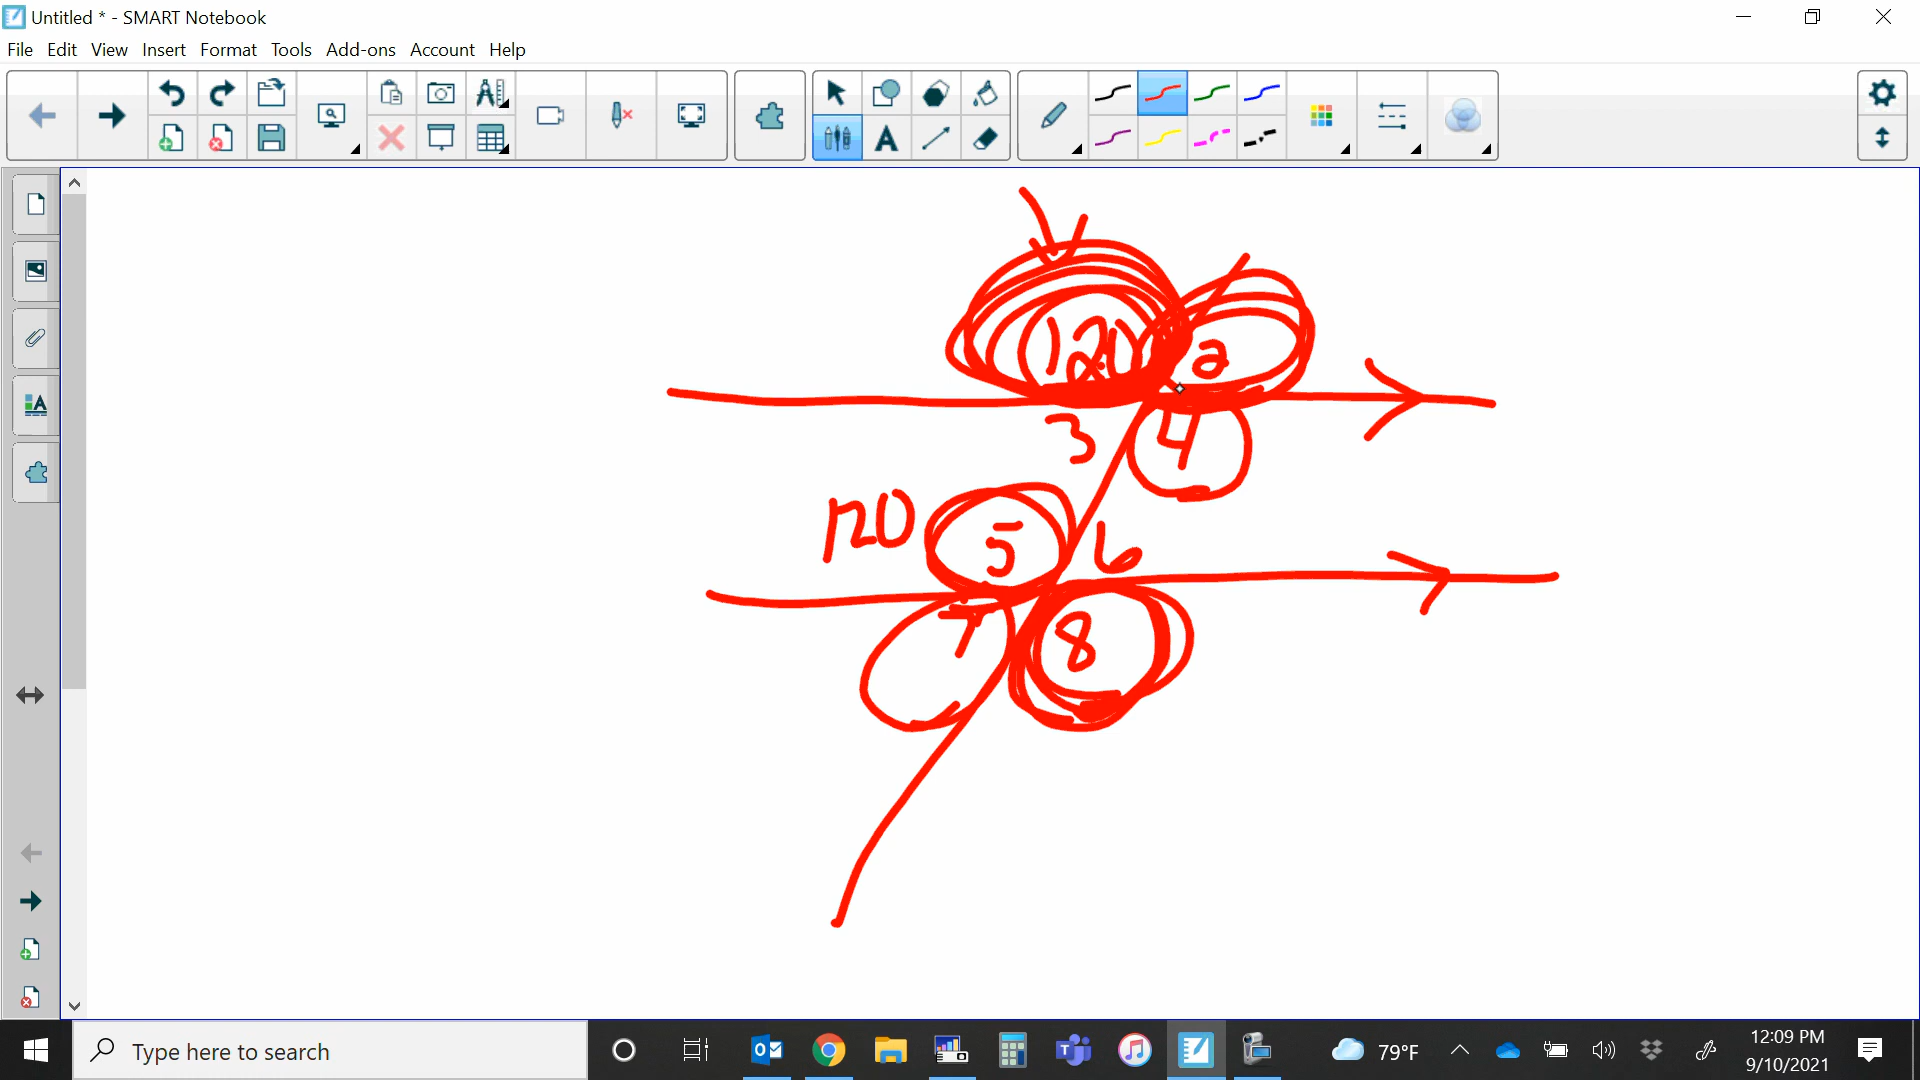 Untitled * - SMART Notebook
File Edit View Insert Format Tools Add-ons Account Help
120 2
3 4
120 5 6
7 8
Type here to search
79°F
12:09 PM
9/10/2021